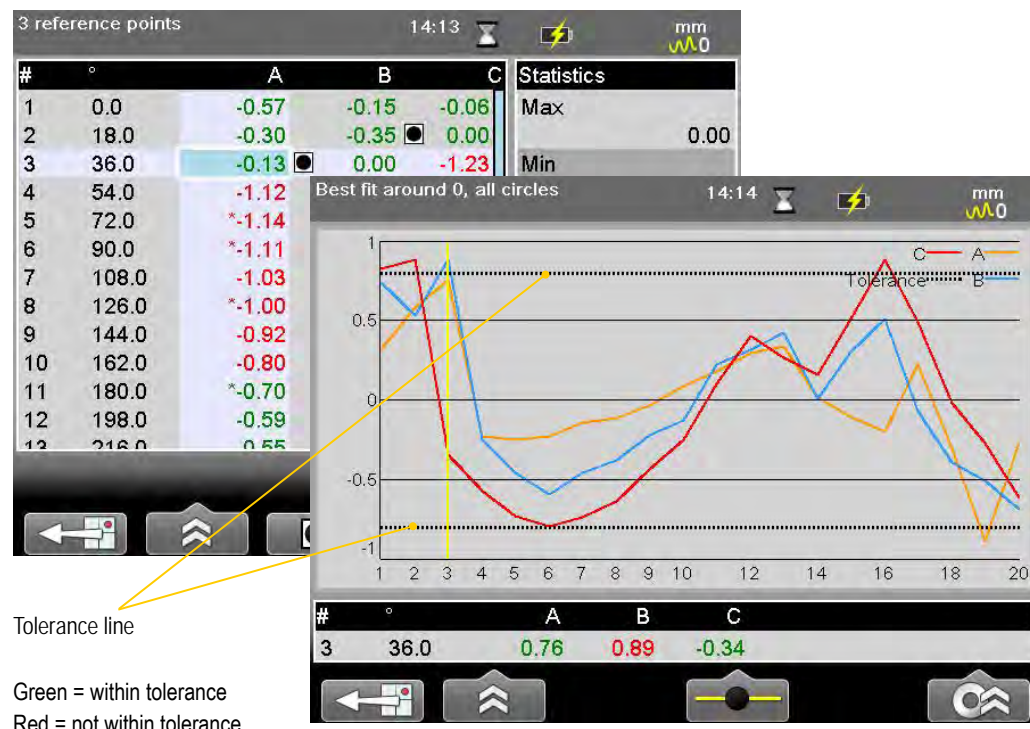 3 reference points 14:13 mm
0
# ° A B C
1 0.0 -0.57 -0.15 -0.06
2 18.0 -0.30 -0.35 0.00
3 36.0 -0.13 0.00 -1.23
4 54.0 -1.12
5 72.0 *-1.14
6 90.0 *-1.11
7 108.0 -1.03
8 126.0 *-1.00
9 144.0 -0.92
10 162.0 -0.80
11 180.0 *-0.70
12 198.0 -0.59
13 216.0 -0.55
Statistics
Max
0.00
Min
Best fit around 0, all circles 14:14 mm
0
1
0.5
0
-0.5
-1
C A
Tolerance B
1 2 3 4 5 6 7 8 9 10 12 14 16 18 20
# ° A B C
3 36.0 0.76 0.89 -0.34
Tolerance line
Green = within tolerance
Red = not within tolerance